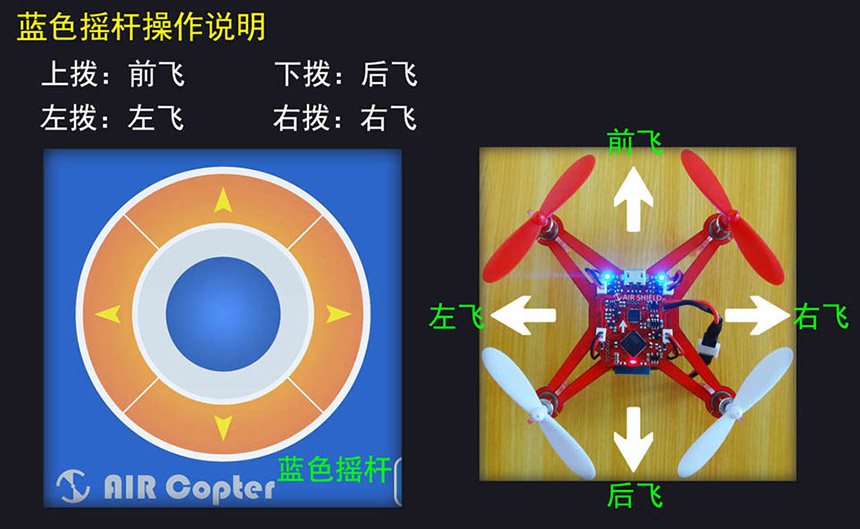 蓝色摇杆操作说明
上拨：前飞 下拨：后飞
左拨：左飞 右拨：右飞
前飞
AIR SHIELD
左飞
右飞
蓝色摇杆
AIR Copter
后飞